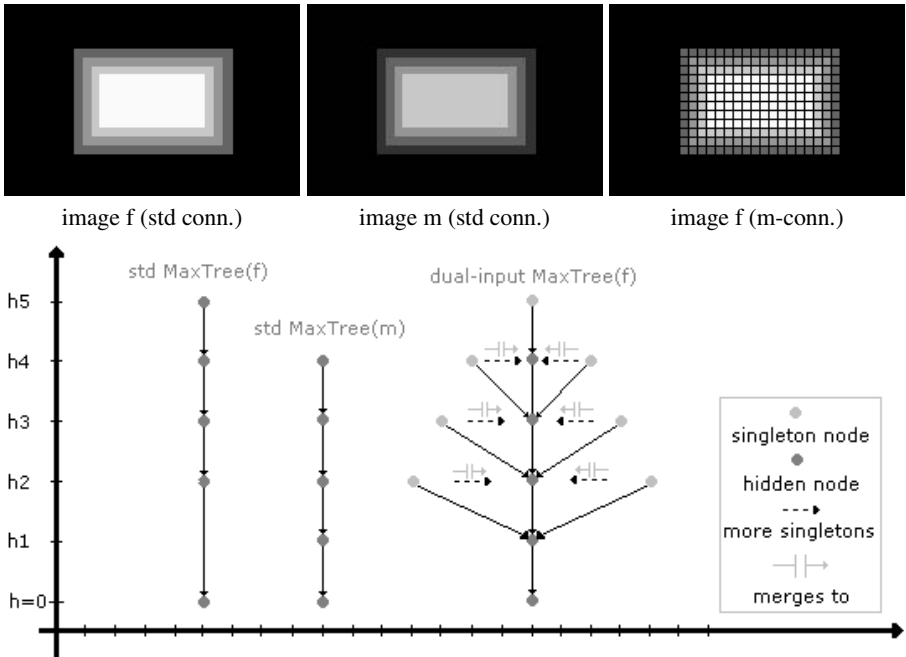 image f (std conn.)
image m (std conn.)
image f (m-conn.)
std MaxTree(f)
dual-input MaxTree(f)
h5
std MaxTree(m)
h4
h3
h2
h1
h=0
singleton node
hidden node
more singletons
merges to